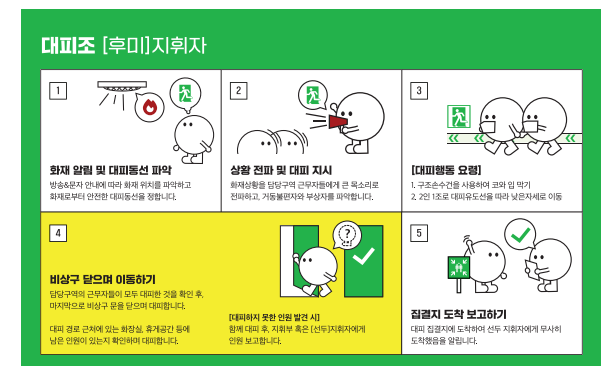 대피조 [후미]지휘자
1
화재 알림 및 대피동선 파악
방송&문자 안내에 따라 화재 위치를 파악하고
화재로부터 안전한 대피동선을 정합니다.
2
상황 전파 및 대피 지시
화재상황을 담당구역 근무자들에게 큰 목소리로
전파하고, 거동불편자와 부상자를 파악합니다.
3
[대피행동 요령]
1. 구조손수건을 사용하여 코와 입 막기
2. 2인 1조로 대피유도선을 따라 낮은자세로 이동
4
비상구 닫으며 이동하기
담당구역의 근무자들이 모두 대피한 것을 확인 후,
마지막으로 비상구 문을 닫으며 대피합니다.
대피 경로 근처에 있는 화장실, 휴게공간 등에
남은 인원이 있는지 확인하며 대피합니다.
?
[대피하지 못한 인원 발견 시]
함께 대피 후, 지휘부 혹은 [선두]지휘자에게
인원 보고합니다.
5
집결지 도착 보고하기
대피 집결지에 도착하여 선두 지휘자에게 무사히
도착했음을 알립니다.